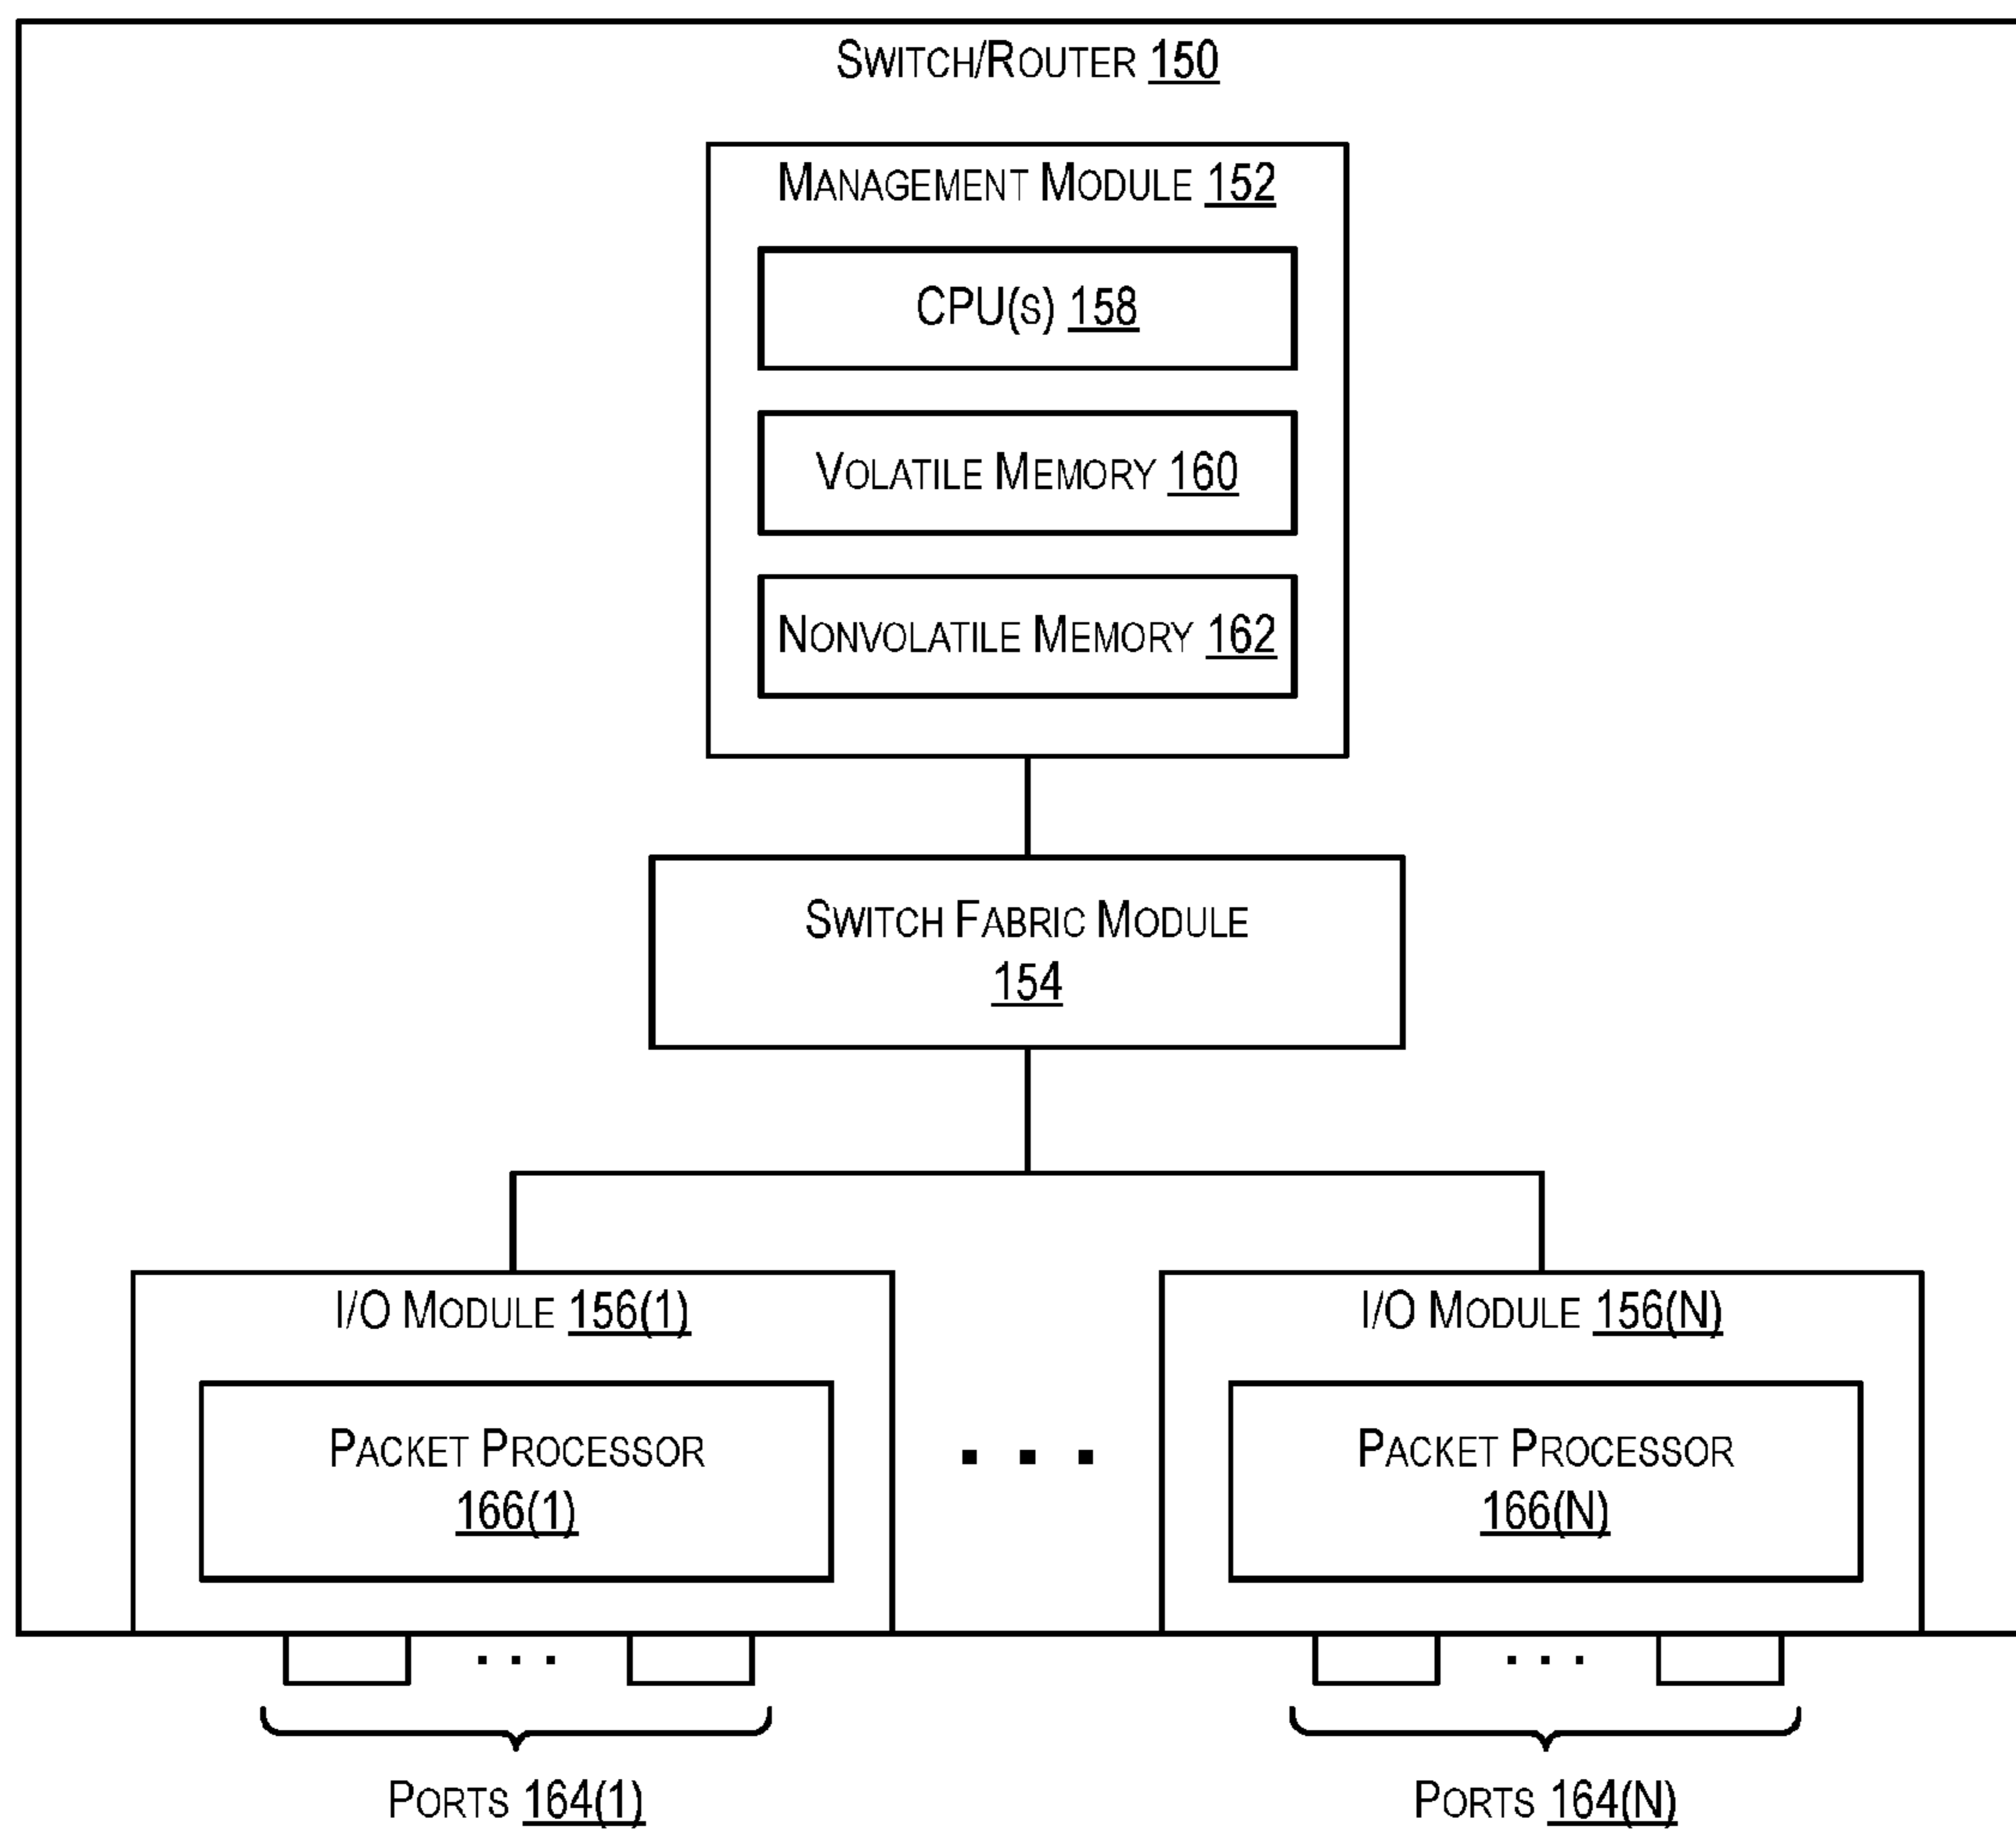 SWITCH/ROUTER 150
MANAGEMENT MODULE 152
CPU(S) 158
VOLATILE MEMORY 160
NONVOLATILE MEMORY 162
SWITCH FABRIC MODULE
154
I/O MODULE 156(1)
PACKET PROCESSOR
166(1)
PORTS 164(1)
. . .
I/O MODULE 156(N)
PACKET PROCESSOR
166(N)
PORTS 164(N)